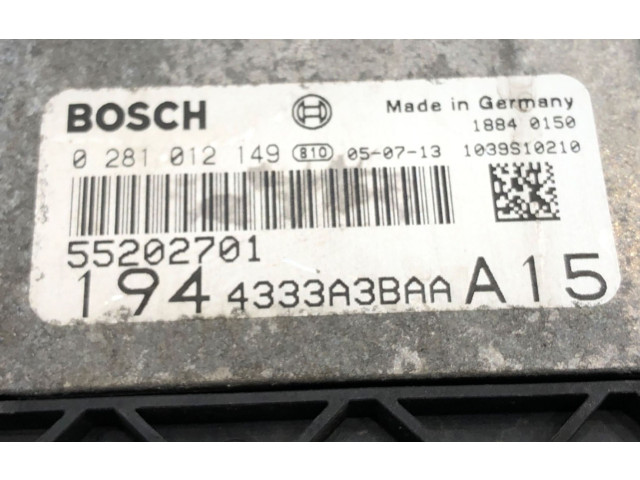 BOSCH Made in Germany
1884 0150
0 281 012 149 810 05-07-13 1039S10210
55202701
194 4333A3BAA A15